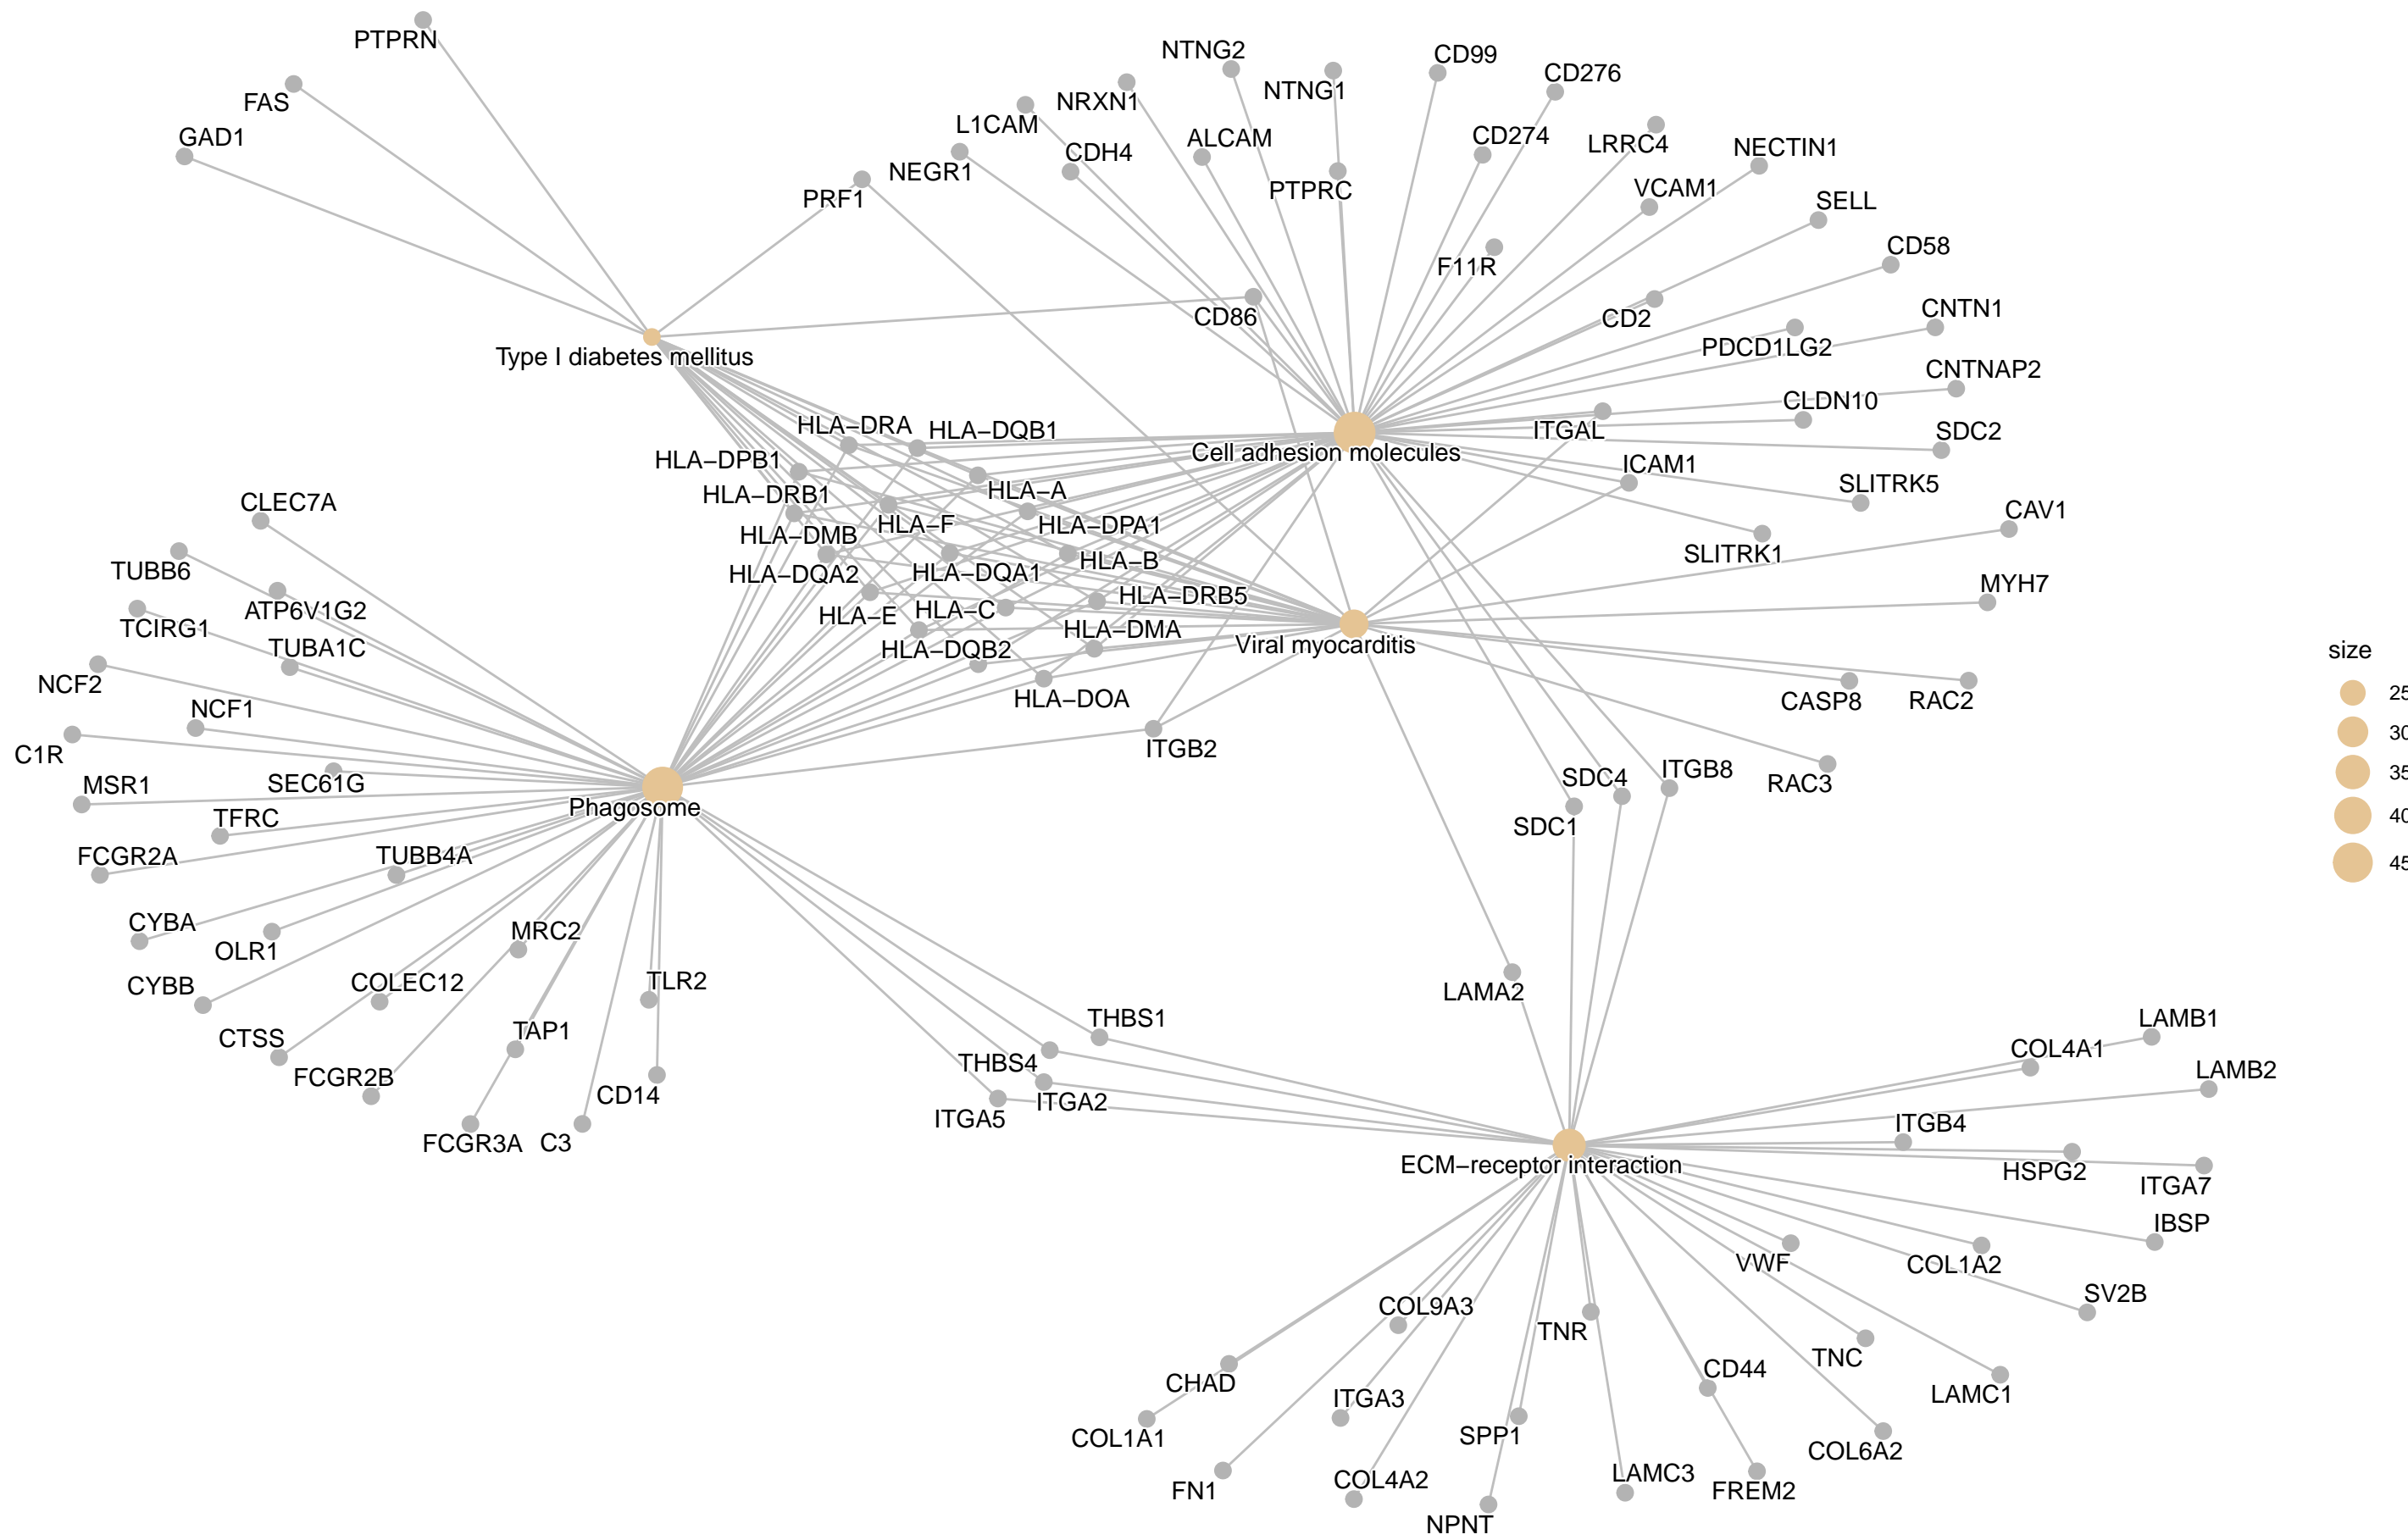 PTPRN
FAS
GAD1
NTNG2
CD99
NTNG1
CD276
NRXN1
L1CAM
ALCAM
CD274
LRRC4
NECTIN1
CDH4
NEGR1
PTPRC
VCAM1
SELL
PRF1
F11R
CD58
CD86
CD2
CNTN1
PDCD1LG2
Type I diabetes mellitus
CNTNAP2
CLDN10
HLA−DRA
HLA−DQB1
ITGAL
SDC2
Cell adhesion molecules
HLA−DPB1
ICAM1
SLITRK5
HLA−DRB1
HLA−A
CLEC7A
CAV1
HLA−F
HLA−DPA1
HLA−DMB
SLITRK1
HLA−B
TUBB6
HLA−DQA2
HLA−DQA1
MYH7
HLA−DRB5
ATP6V1G2
HLA−E
HLA−C
TCIRG1
HLA−DMA
TUBA1C
HLA−DQB2
Viral myocarditis
size
NCF2
25
HLA−DOA
CASP8
RAC2
NCF1
30
ITGB2
C1R
ITGB8
35
SDC4
RAC3
SEC61G
MSR1
Phagosome
40
TFRC
SDC1
FCGR2A
TUBB4A
45
CYBA
MRC2
OLR1
TLR2
COLEC12
CYBB
LAMA2
THBS1
LAMB1
TAP1
CTSS
COL4A1
THBS4
LAMB2
FCGR2B
CD14
ITGA2
ITGA5
ITGB4
FCGR3A
C3
ECM−receptor interaction
HSPG2
ITGA7
IBSP
VWF
COL1A2
SV2B
COL9A3
TNR
TNC
CD44
CHAD
LAMC1
ITGA3
SPP1
COL1A1
COL6A2
LAMC3
COL4A2
FN1
FREM2
NPNT